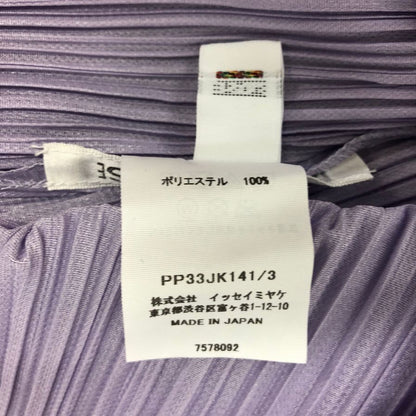 ポリエステル 100%
PP33JK141/3
株式会社 イッセイミヤケ
東京都渋谷区富ヶ谷1-12-10
MADE IN JAPAN
7578092